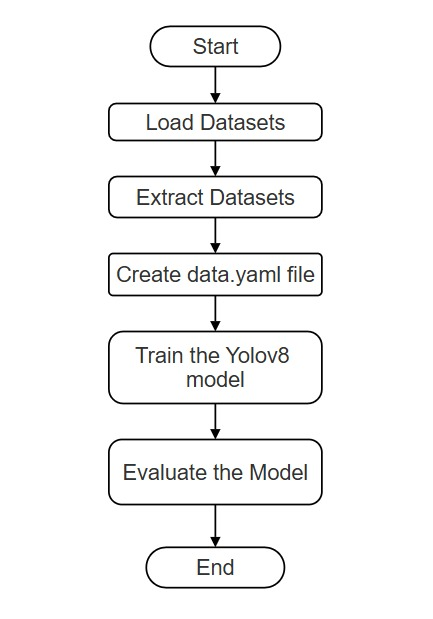 Start
Load Datasets
Extract Datasets
Create data.yaml file
Train the Yolov8
model
Evaluate the Model
End